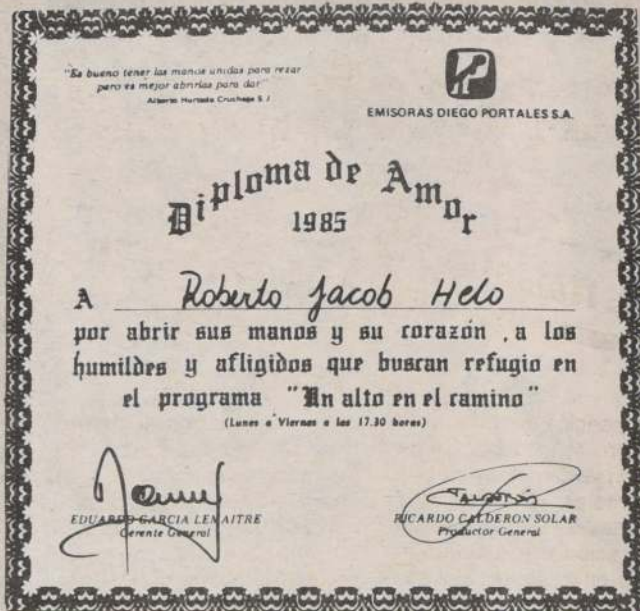 "Es bueno tener las manos unidas para rezar
pero es mejor abrirlas para dar"
Alberto Hurtado Cruchaga S.J
EMISORAS DIEGO PORTALES S.A.
Diploma de Amor
1985
A Roberto Jacob Helo
por abrir sus manos y su corazón , a los
humildes y afligidos que buscan refugio en
el programa "Un alto en el camino"
(Lunes a Viernes a las 17.30 horas)
EDUARDO GARCIA LEMAITRE
Gerente General
RICARDO CALDERON SOLAR
Productor General